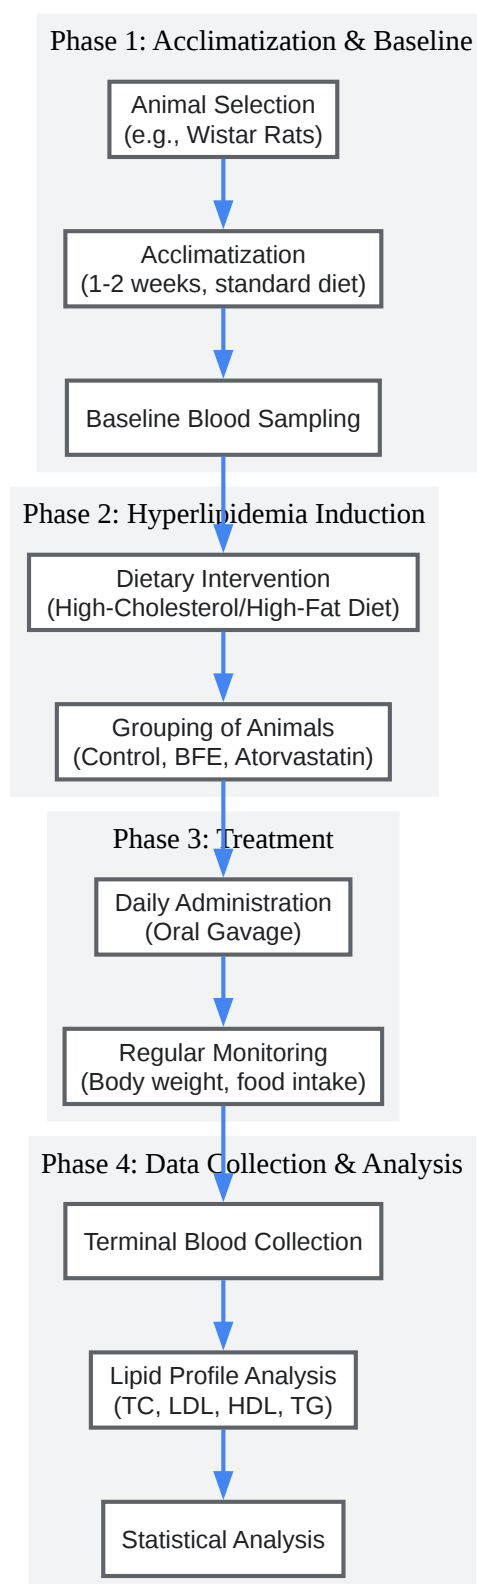 Phase 1: Acclimatization & Baseline
Animal Selection
(e.g., Wistar Rats)
Acclimatization
(1-2 weeks, standard diet)
Baseline Blood Sampling
Phase 2: Hyperlipidemia Induction
Dietary Intervention
(High-Cholesterol/High-Fat Diet)
Grouping of Animals
(Control, BFE, Atorvastatin)
Phase 3: Treatment
Daily Administration
(Oral Gavage)
Regular Monitoring
(Body weight, food intake)
Phase 4: Data Collection & Analysis
Terminal Blood Collection
Lipid Profile Analysis
(TC, LDL, HDL, TG)
Statistical Analysis